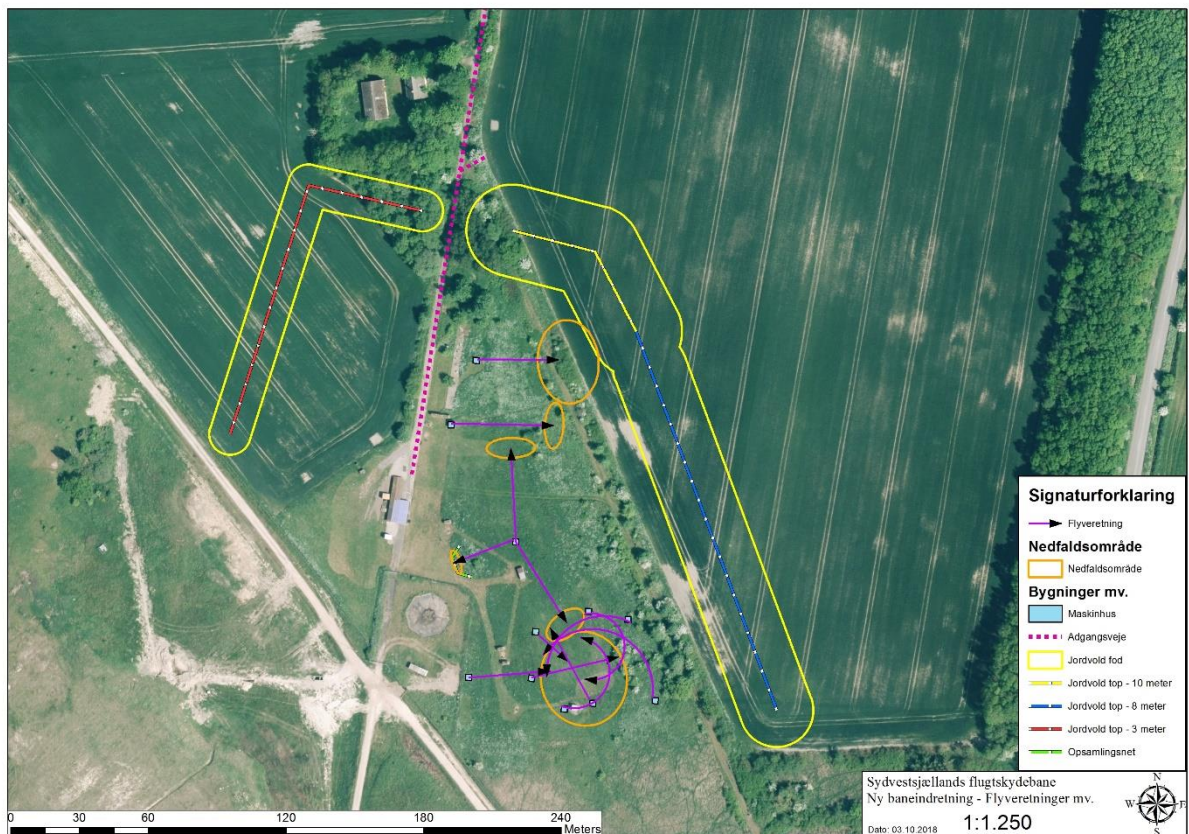 Signaturforklaring
Flyveretning
Nedfaldsområde
Nedfaldsområde
Bygninger mv.
Maskinhus
Adgangsveje
Jordvold fod
Jordvold top - 10 meter
Jordvold top - 8 meter
Jordvold top - 3 meter
Opsamlingsnet
Sydvestsjællands flugtskydebane
Ny baneindretning - Flyveretninger mv.
Dato: 03.10.2018
1:1.250
N
W
E
S
0 30 60 120 180 240
Meters